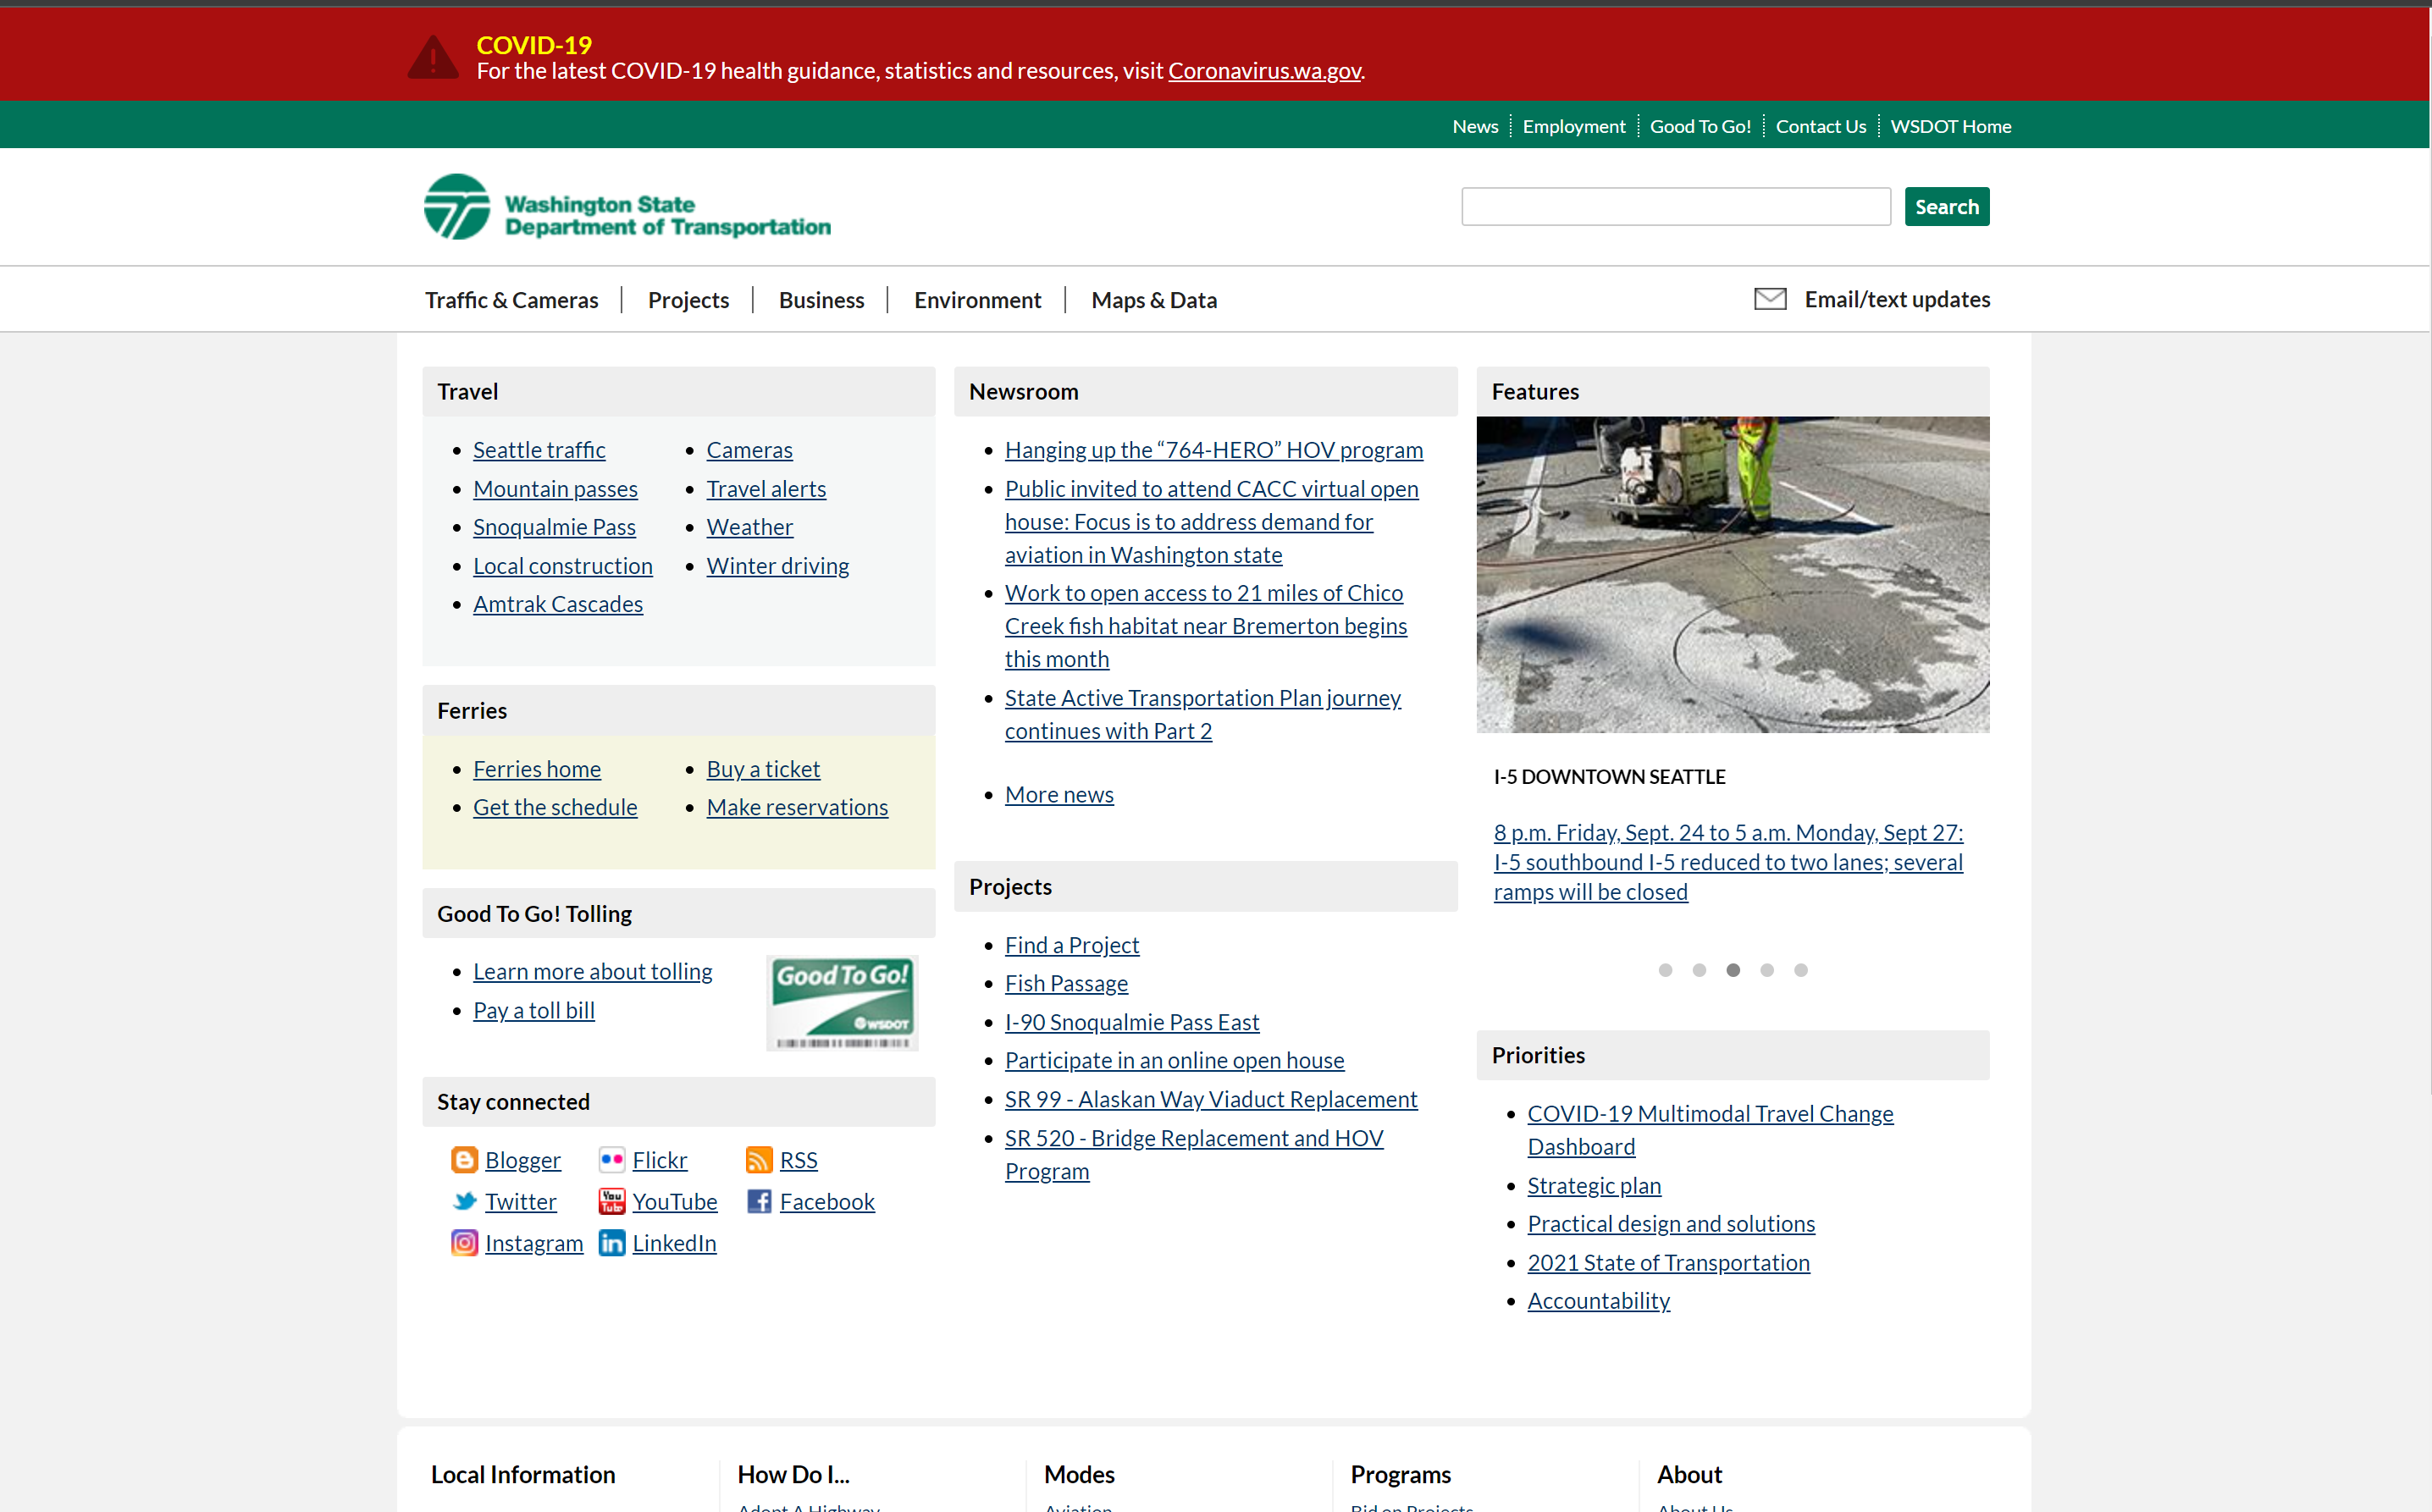 COVID-19
For the latest COVID-19 health guidance, statistics and resources, visit Coronavirus.wa.gov.
News
Employment
Good To Go!
Contact Us
WSDOT Home
Washington State
Department of Transportation
Search
Traffic & Cameras
Projects
Business
Environment
Maps & Data
Email/text updates
Travel
Seattle traffic
Mountain passes
Snoqualmie Pass
Local construction
Amtrak Cascades
Cameras
Travel alerts
Weather
Winter driving
Ferries
Ferries home
Get the schedule
Buy a ticket
Make reservations
Good To Go! Tolling
Learn more about tolling
Pay a toll bill
Good To Go!
WSDOT
Stay connected
Blogger
Flickr
RSS
Twitter
You
Tube
YouTube
Facebook
Instagram
LinkedIn
Newsroom
Hanging up the “764-HERO” HOV program
Public invited to attend CACC virtual open
house: Focus is to address demand for
aviation in Washington state
Work to open access to 21 miles of Chico
Creek fish habitat near Bremerton begins
this month
State Active Transportation Plan journey
continues with Part 2
More news
Projects
Find a Project
Fish Passage
I-90 Snoqualmie Pass East
Participate in an online open house
SR 99 - Alaskan Way Viaduct Replacement
SR 520 - Bridge Replacement and HOV
Program
Features
I-5 DOWNTOWN SEATTLE
8 p.m. Friday, Sept. 24 to 5 a.m. Monday, Sept 27:
I-5 southbound I-5 reduced to two lanes; several
ramps will be closed
Priorities
COVID-19 Multimodal Travel Change
Dashboard
Strategic plan
Practical design and solutions
2021 State of Transportation
Accountability
Local Information
How Do I...
Adopt A Highway
Modes
Aviation
Programs
Bid on Projects
About
About Us